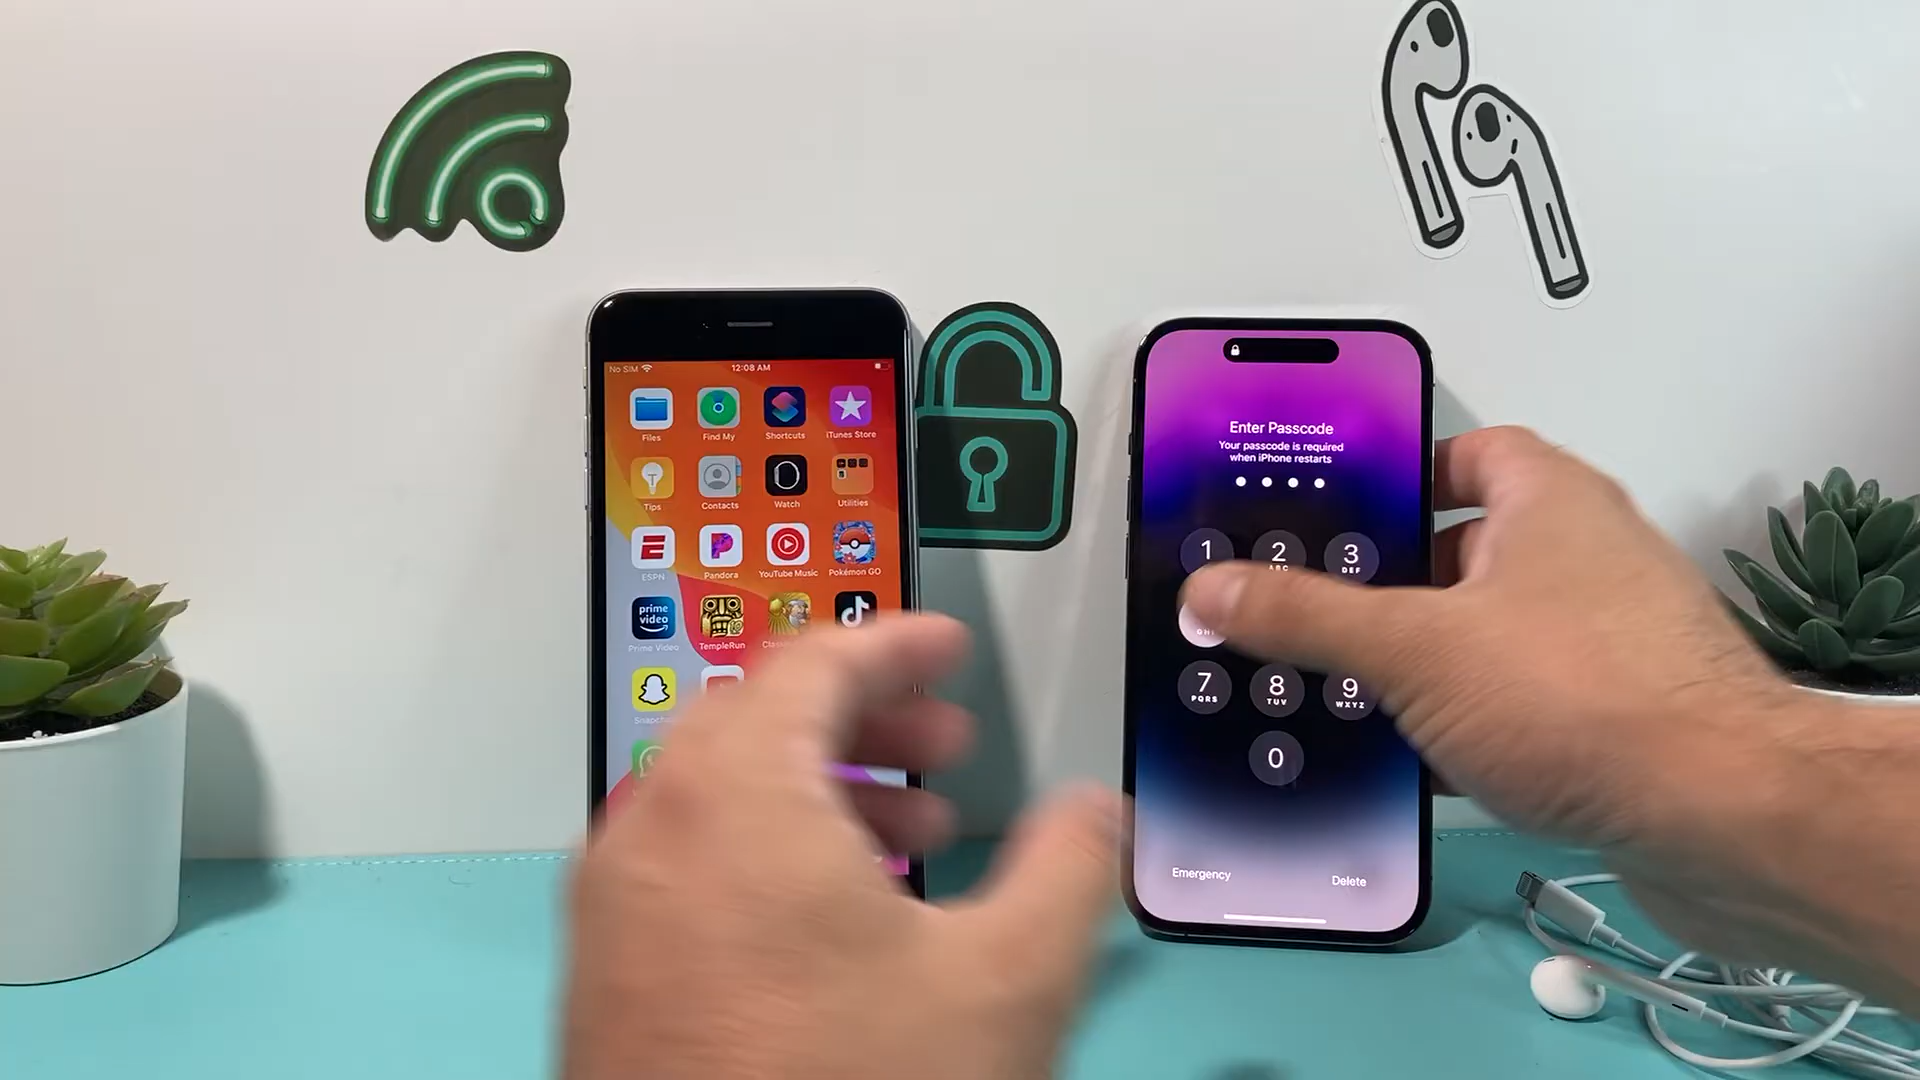 No SIM 12:08 AM
Files Find My Shortcuts iTunes Store
Tips Contacts Watch Utilities
ESPN Pandora YouTube Music Pokémon GO
prime
video
Prime Video TempleRun
Enter Passcode
Your passcode is required
when iPhone restarts
1 2 3
ABC DEF
GHI
7 8 9
PQRS TUV WXYZ
0
Emergency Delete